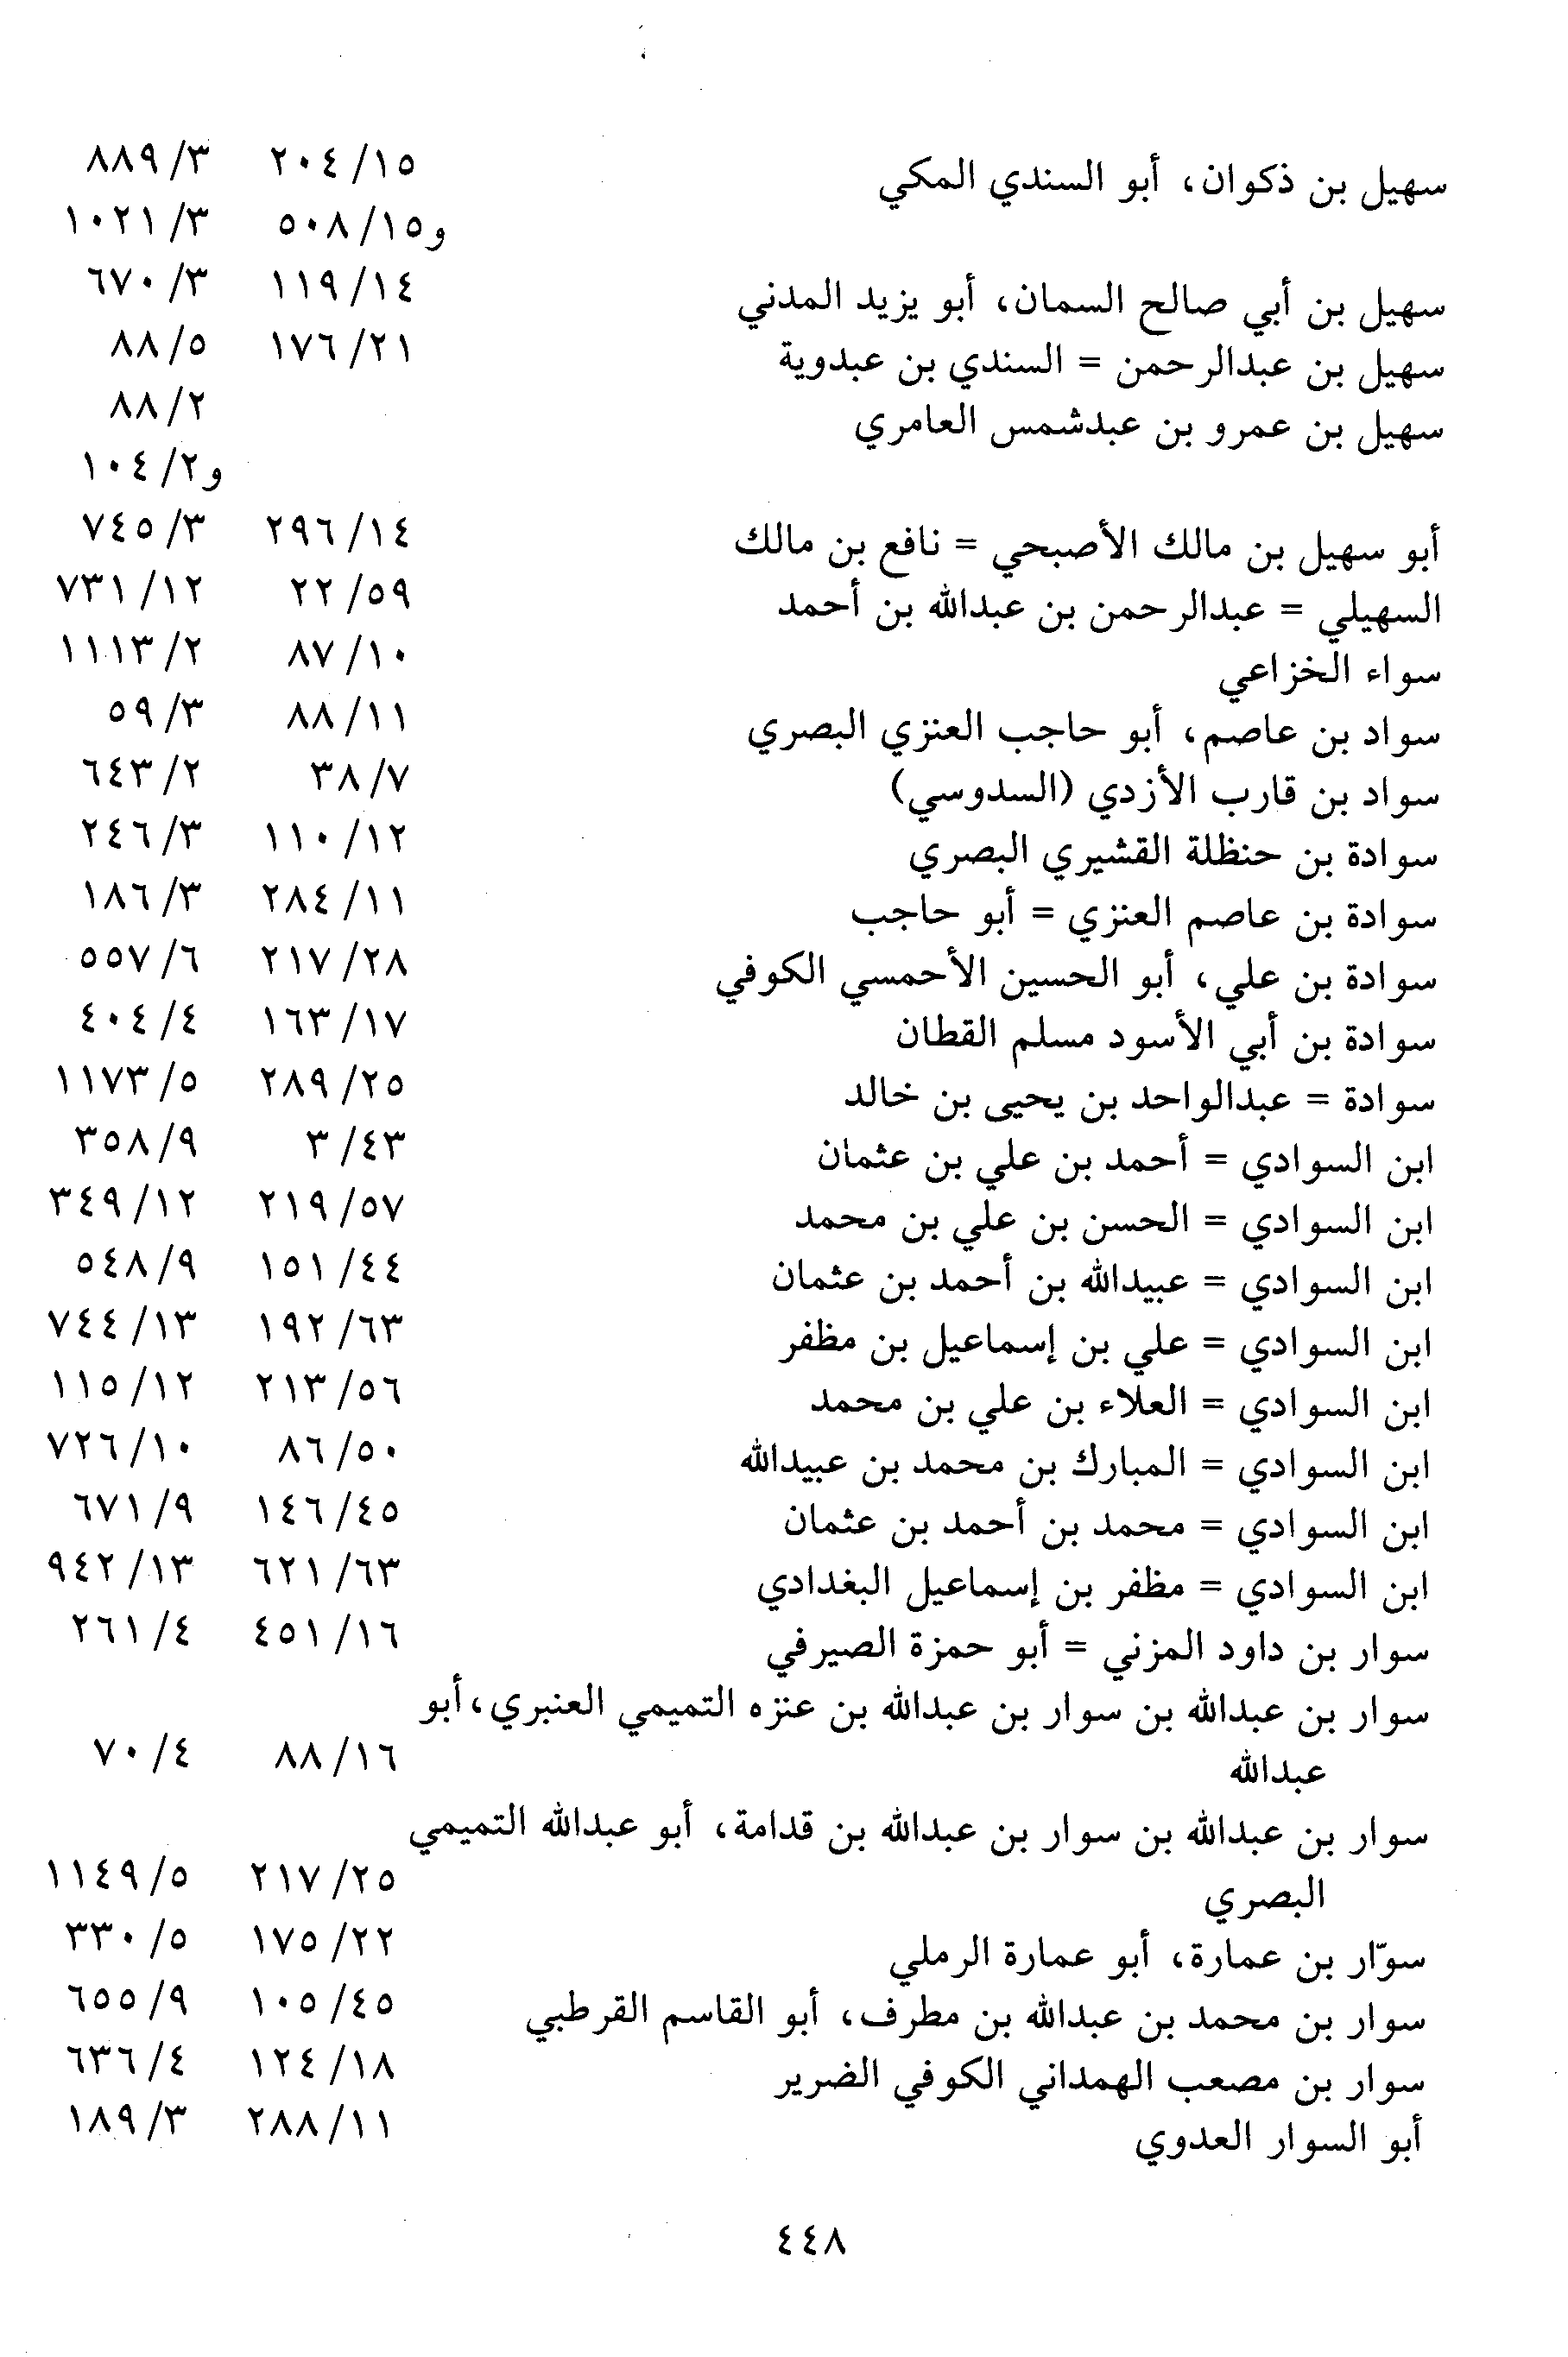 سهيل بن ذكوان، أبو السندي المكي ١٥/ ٢٠٤ ٣/ ٨٨٩
و١٥/ ٥٠٨ ٣/ ١٠٢١
سهيل بن أبي صالح السمان، أبو يزيد المدني ١٤/ ١١٩ ٣/ ٦٧٠
سهيل بن عبدالرحمن = السندي بن عبدوية ٢١/ ١٧٦ ٥/ ٨٨
سهيل بن عمرو بن عبدشمس العامري ٢/ ٨٨
و٢/ ١٠٤
أبو سهيل بن مالك الأصبحي = نافع بن مالك ١٤/ ٢٩٦ ٣/ ٧٤٥
السهيلي = عبدالرحمن بن عبدالله بن أحمد ٥٩/ ٢٢ ١٢/ ٧٣١
سواء الخزاعي ١٠/ ٨٧ ٢/ ١١١٣
سواد بن عاصم، أبو حاجب العنزي البصري ١١/ ٨٨ ٣/ ٥٩
سواد بن قارب الأزدي (السدوسي) ٧/ ٣٨ ٢/ ٦٤٣
سوادة بن حنظلة القشيري البصري ١٢/ ١١٠ ٣/ ٢٤٦
سوادة بن عاصم العنزي = أبو حاجب ١١/ ٢٨٤ ٣/ ١٨٦
سوادة بن علي، أبو الحسين الأحمسي الكوفي ٢٨/ ٢١٧ ٦/ ٥٥٧
سوادة بن أبي الأسود مسلم القطان ١٧/ ١٦٣ ٤/ ٤٠٤
سوادة = عبدالواحد بن يحيى بن خالد ٢٥/ ٢٨٩ ٥/ ١١٧٣
ابن السوادي = أحمد بن علي بن عثمان ٤٣/ ٣ ٩/ ٣٥٨
ابن السوادي = الحسن بن علي بن محمد ٥٧/ ٢١٩ ١٢/ ٣٤٩
ابن السوادي = عبيدالله بن أحمد بن عثمان ٤٤/ ١٥١ ٩/ ٥٤٨
ابن السوادي = علي بن إسماعيل بن مظفر ٦٣/ ١٩٢ ١٣/ ٧٤٤
ابن السوادي = العلاء بن علي بن محمد ٥٦/ ٢١٣ ١٢/ ١١٥
ابن السوادي = المبارك بن محمد بن عبيدالله ٥٠/ ٨٦ ١٠/ ٧٢٦
ابن السوادي = محمد بن أحمد بن عثمان ٤٥/ ١٤٦ ٩/ ٦٧١
ابن السوادي = مظفر بن إسماعيل البغدادي ٦٣/ ٦٢١ ١٣/ ٩٤٢
سوار بن داود المزني = أبو حمزة الصيرفي ١٦/ ٤٥١ ٤/ ٢٦١
سوار بن عبدالله بن سوار بن عبدالله بن عنزه التميمي العنبري، أبو
عبدالله ١٦/ ٨٨ ٤/ ٧٠
سوار بن عبدالله بن سوار بن عبدالله بن قدامة، أبو عبدالله التميمي
البصري ٢٥/ ٢١٧ ٥/ ١١٤٩
سوّار بن عمارة، أبو عمارة الرملي ٢٢/ ١٧٥ ٥/ ٣٣٠
سوار بن محمد بن عبدالله بن مطرف، أبو القاسم القرطبي ٤٥/ ١٠٥ ٩/ ٦٥٥
سوار بن مصعب الهمداني الكوفي الضرير ١٨/ ١٢٤ ٤/ ٦٣٦
أبو السوار العدوي ١١/ ٢٨٨ ٣/ ١٨٩
٤٤٨